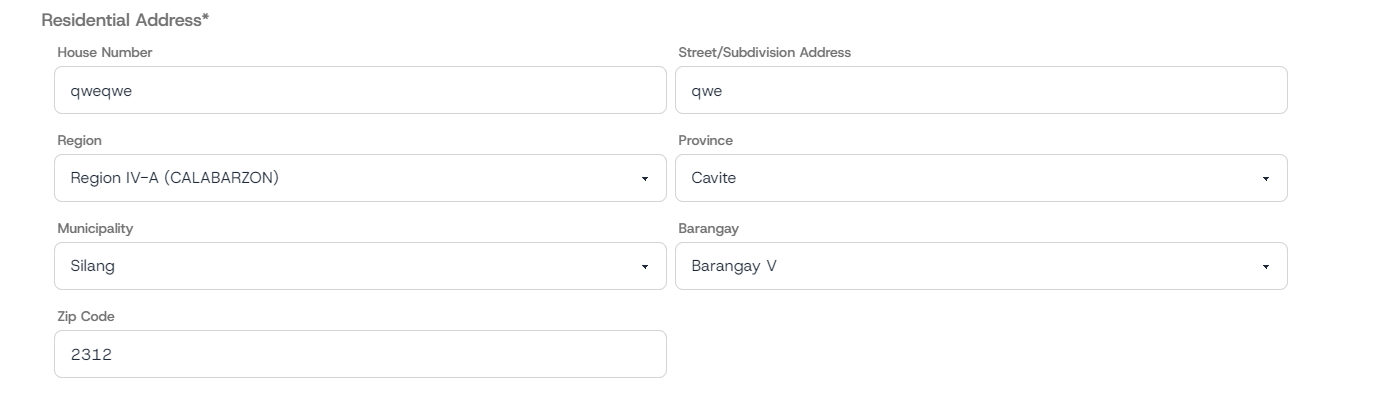 Residential Address*
House Number
Street/Subdivision Address
qweqwe
qwe
Region
Province
Region IV-A (CALABARZON)
Cavite
Municipality
Barangay
Silang
Barangay V
Zip Code
2312